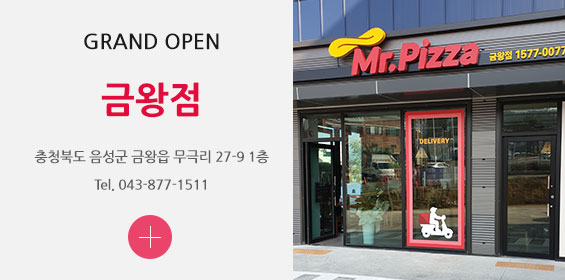 GRAND OPEN
금왕점
충청북도 음성군 금왕읍 무극리 27-9 1층
Tel. 043-877-1511
Mr.Pizza 금왕점 1577-0077
DELIVERY